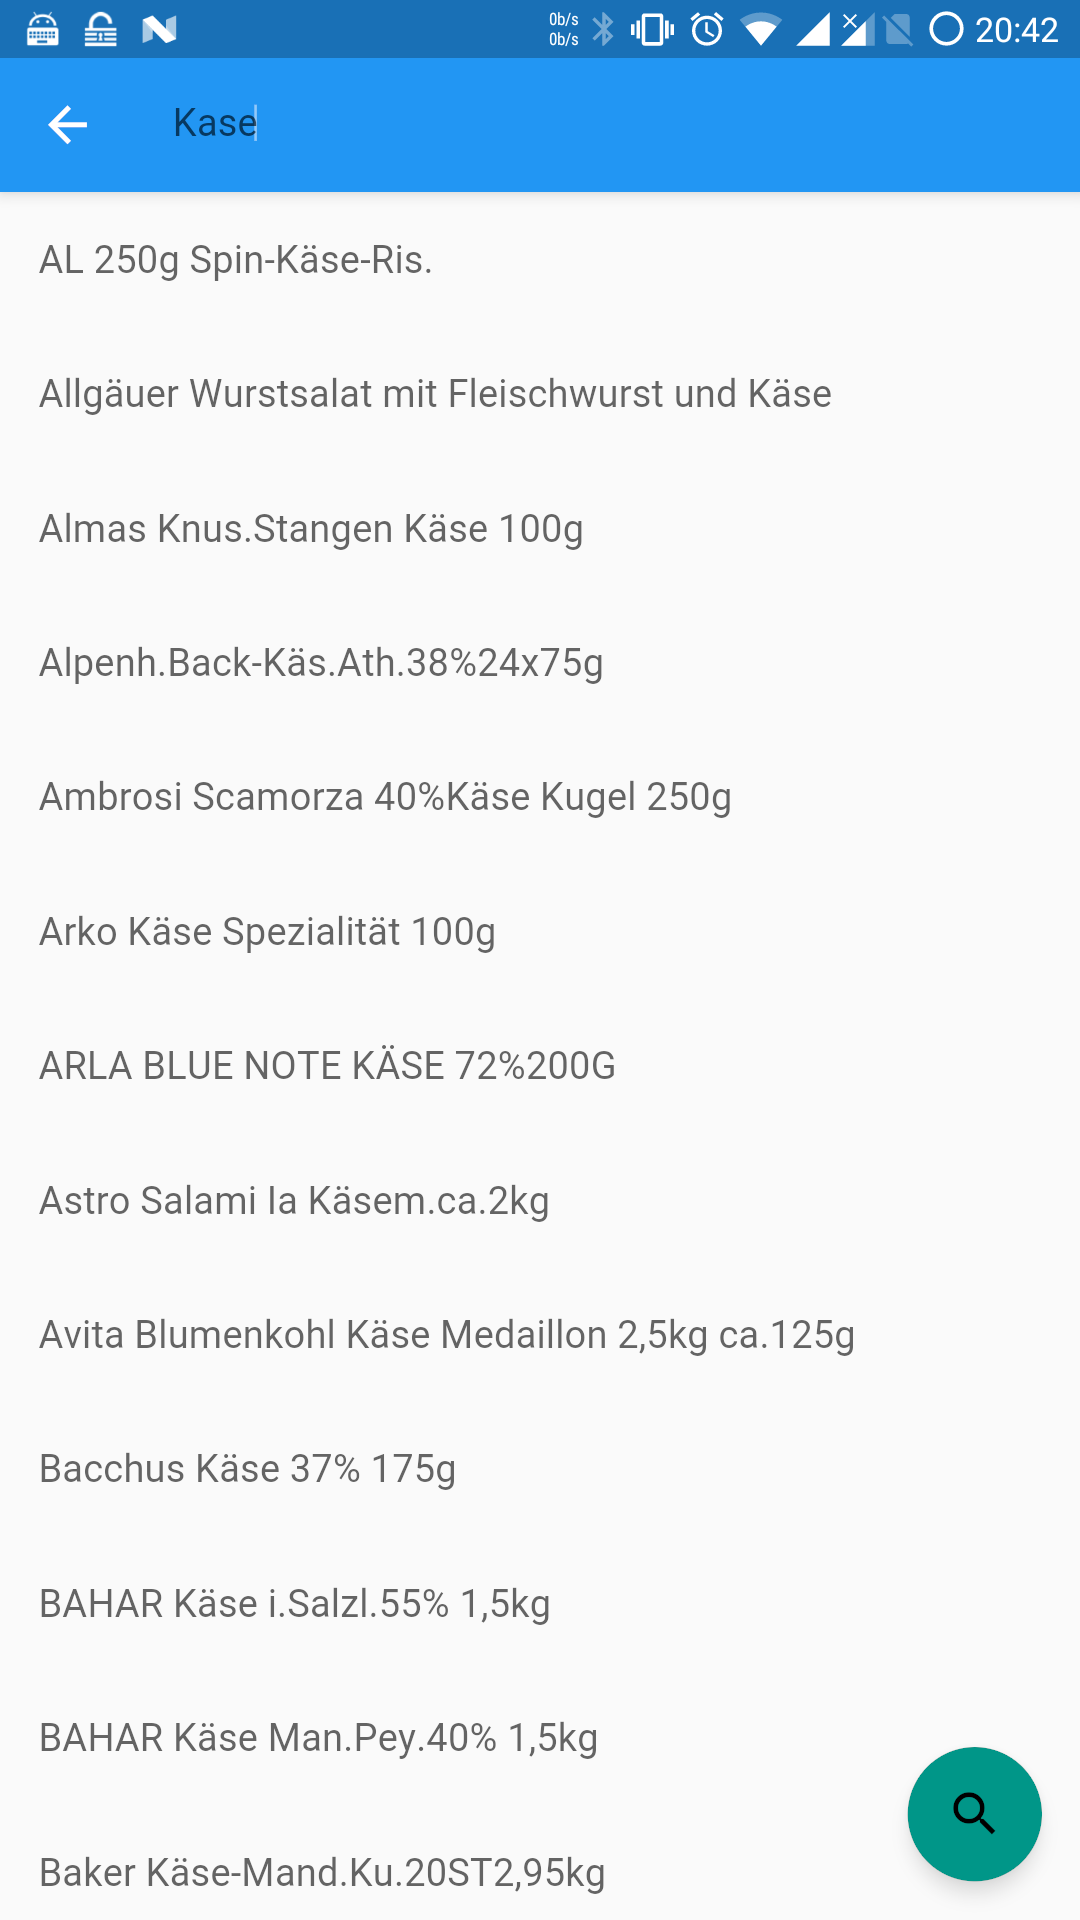 0b/s
0b/s
20:42
Kase
AL 250g Spin-Käse-Ris.
Allgäuer Wurstsalat mit Fleischwurst und Käse
Almas Knus.Stangen Käse 100g
Alpenh.Back-Käs.Ath.38%24x75g
Ambrosi Scamorza 40%Käse Kugel 250g
Arko Käse Spezialität 100g
ARLA BLUE NOTE KÄSE 72%200G
Astro Salami Ia Käsem.ca.2kg
Avita Blumenkohl Käse Medaillon 2,5kg ca.125g
Bacchus Käse 37% 175g
BAHAR Käse i.Salzl.55% 1,5kg
BAHAR Käse Man.Pey.40% 1,5kg
Baker Käse-Mand.Ku.20ST2,95kg